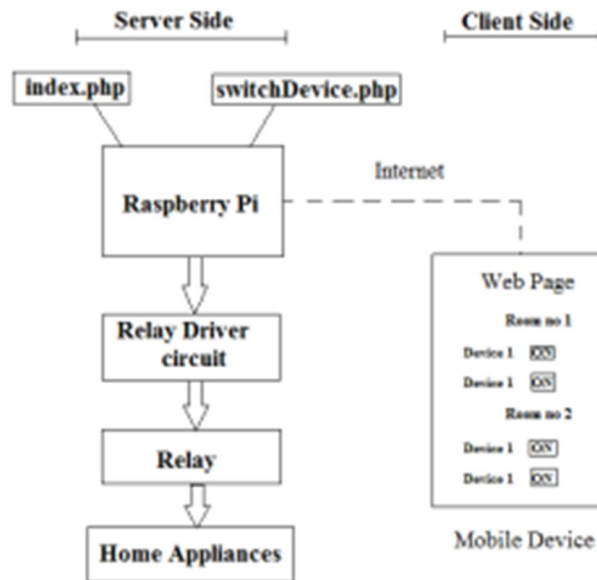 Server Side
Client Side
index.php
switchDevice.php
Raspberry Pi
Internet
Relay Driver
circuit
Relay
Home Appliances
Web Page
Room no 1
Device 1 ON
Device 1 ON
Room no 2
Device 1 ON
Device 1 ON
Mobile Device